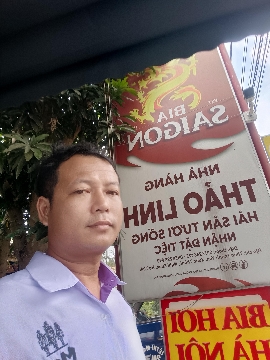 BIA
SAIGON
NHÀ HÀNG
THẢO LINH
HẢI SẢN TƯƠI SỐNG
NHẬN ĐẶT TIỆC
BIA HƠI
HÀ NỘI